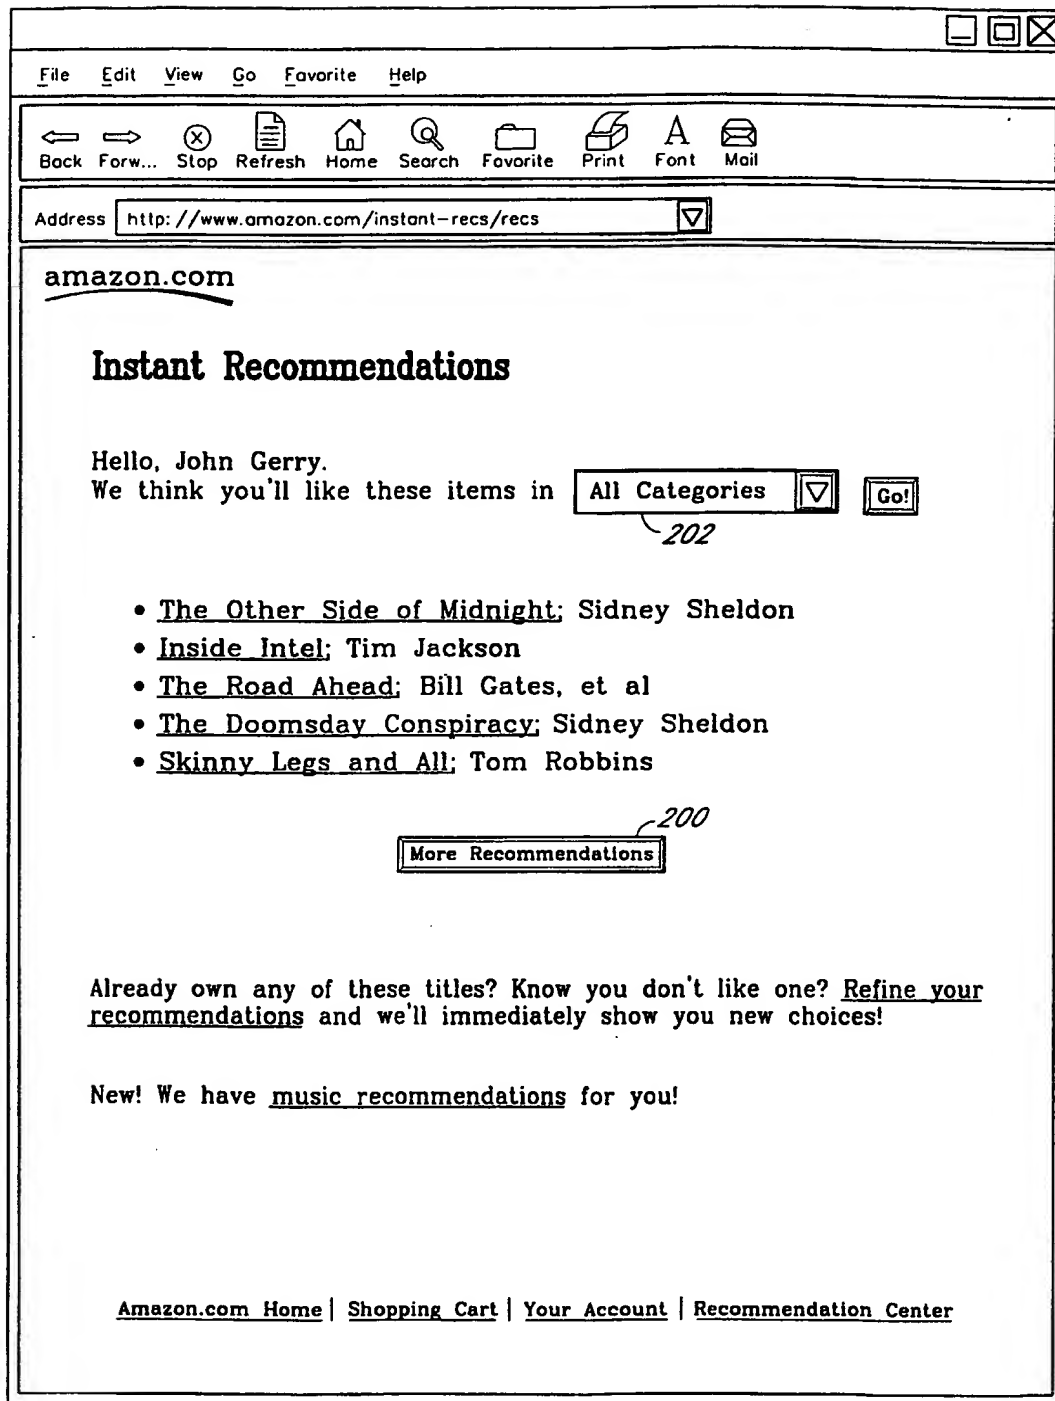 File Edit View Go Favorite Help
Back Forw... Stop Refresh Home Search Favorite Print Font Mail
Address http://www.amazon.com/instant-recs/recs
amazon.com
Instant Recommendations
Hello, John Gerry.
We think you'll like these items in All Categories Go!
202
• The Other Side of Midnight; Sidney Sheldon
• Inside Intel; Tim Jackson
• The Road Ahead; Bill Gates, et al
• The Doomsday Conspiracy; Sidney Sheldon
• Skinny Legs and All; Tom Robbins
200
More Recommendations
Already own any of these titles? Know you don't like one? Refine your
recommendations and we'll immediately show you new choices!
New! We have music recommendations for you!
Amazon.com Home | Shopping Cart | Your Account | Recommendation Center